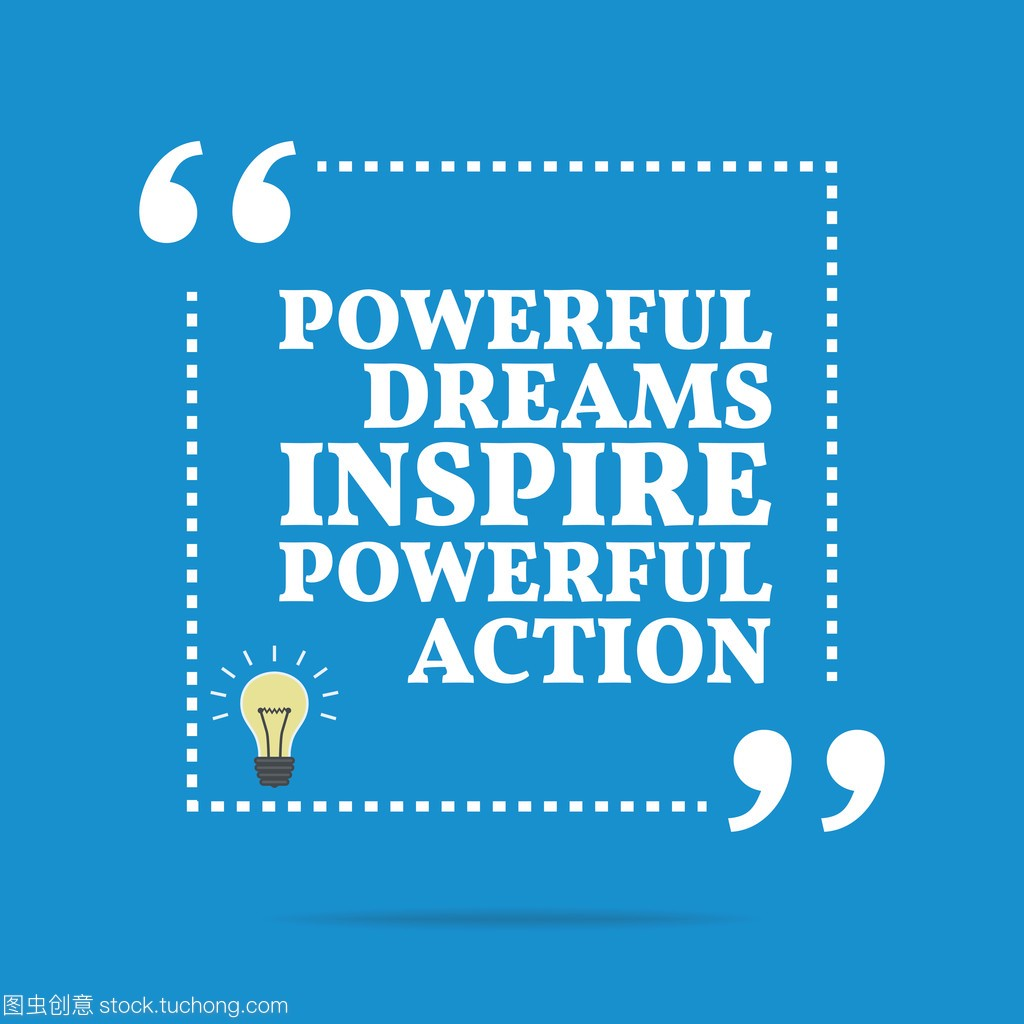 “
POWERFUL
DREAMS
INSPIRE
POWERFUL
ACTION
”
图虫创意 stock.tuchong.com